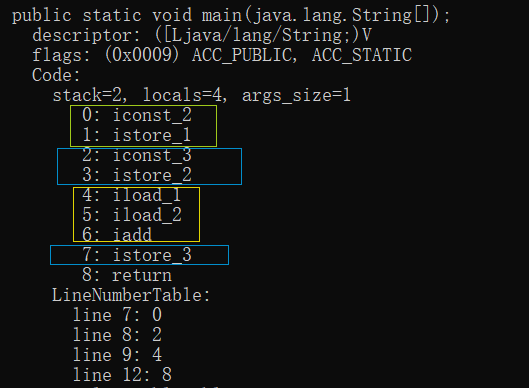 public static void main(java.lang.String[]);
descriptor: ([Ljava/lang/String;)V
flags: (0x0009) ACC_PUBLIC, ACC_STATIC
Code:
stack=2, locals=4, args_size=1
0: iconst_2
1: istore_1
2: iconst_3
3: istore_2
4: iload_1
5: iload_2
6: iadd
7: istore_3
8: return
LineNumberTable:
line 7: 0
line 8: 2
line 9: 4
line 12: 8